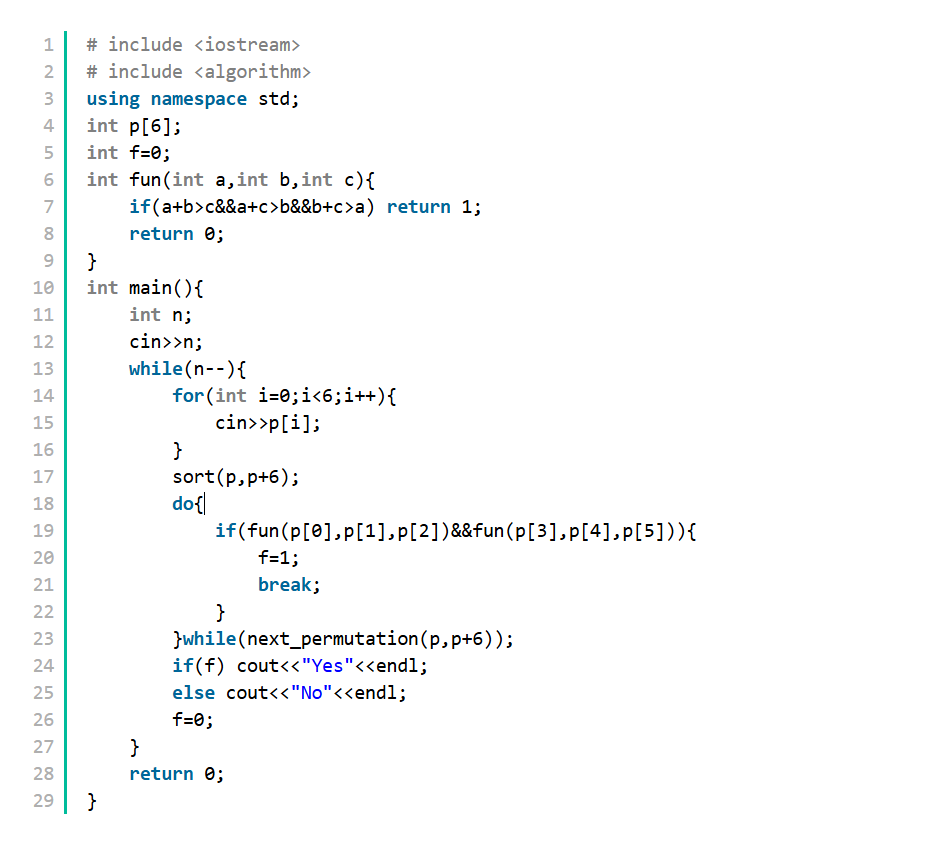 1 # include <iostream>
2 # include <algorithm>
3 using namespace std;
4 int p[6];
5 int f=0;
6 int fun(int a,int b,int c){
7     if(a+b>c&&a+c>b&&b+c>a) return 1;
8     return 0;
9 }
10 int main(){
11     int n;
12     cin>>n;
13     while(n--){
14         for(int i=0;i<6;i++){
15             cin>>p[i];
16         }
17         sort(p,p+6);
18         do{
19             if(fun(p[0],p[1],p[2])&&fun(p[3],p[4],p[5])){
20                 f=1;
21                 break;
22             }
23         }while(next_permutation(p,p+6));
24         if(f) cout<<"Yes"<<endl;
25         else cout<<"No"<<endl;
26         f=0;
27     }
28     return 0;
29 }